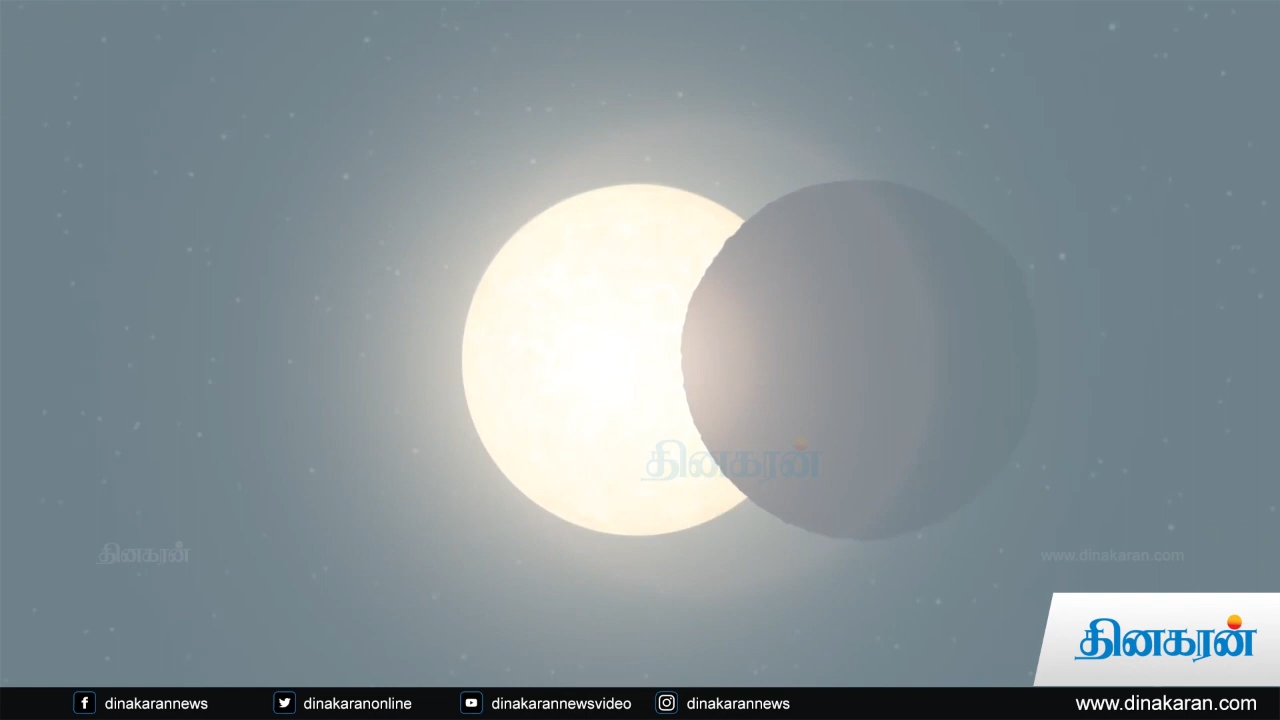 தினகரன்
தினகரன்
www.dinakaran.com
தினகரன்
dinakarannews
dinakaranonline
dinakarannewsvideo
dinakarannews
www.dinakaran.com